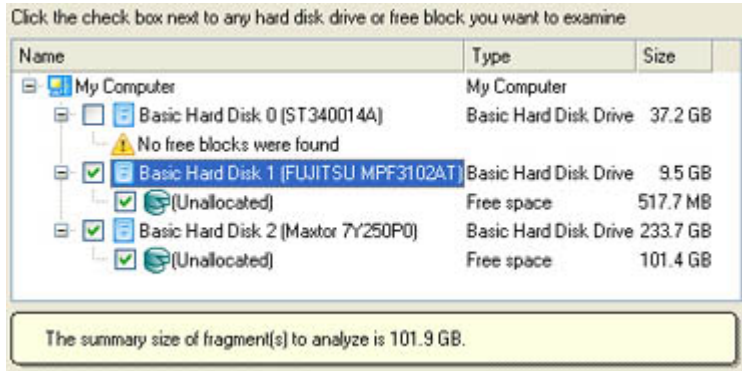 Click the check box next to any hard disk drive or free block you want to examine
Name Type Size
My Computer My Computer
Basic Hard Disk 0 (ST340014A) Basic Hard Disk Drive 37.2 GB
No free blocks were found
Basic Hard Disk 1 (FUJITSU MPF3102AT) Basic Hard Disk Drive 9.5 GB
(Unallocated) Free space 517.7 MB
Basic Hard Disk 2 (Maxtor 7Y250P0) Basic Hard Disk Drive 233.7 GB
(Unallocated) Free space 101.4 GB
The summary size of fragment(s) to analyze is 101.9 GB.